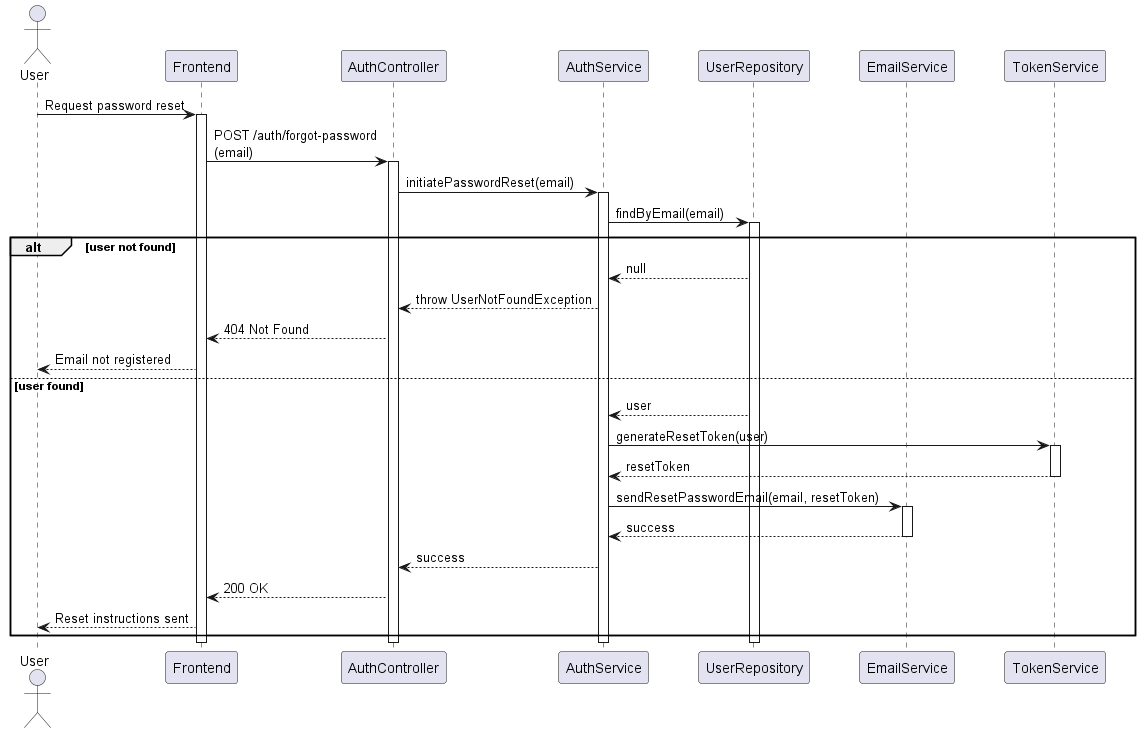 User
Frontend
AuthController
AuthService
UserRepository
EmailService
TokenService
Request password reset
POST /auth/forgot-password
(email)
initiatePasswordReset(email)
findByEmail(email)
alt
[user not found]
null
throw UserNotFoundException
404 Not Found
Email not registered
[user found]
user
generateResetToken(user)
resetToken
sendResetPasswordEmail(email, resetToken)
success
success
200 OK
Reset instructions sent
User
Frontend
AuthController
AuthService
UserRepository
EmailService
TokenService